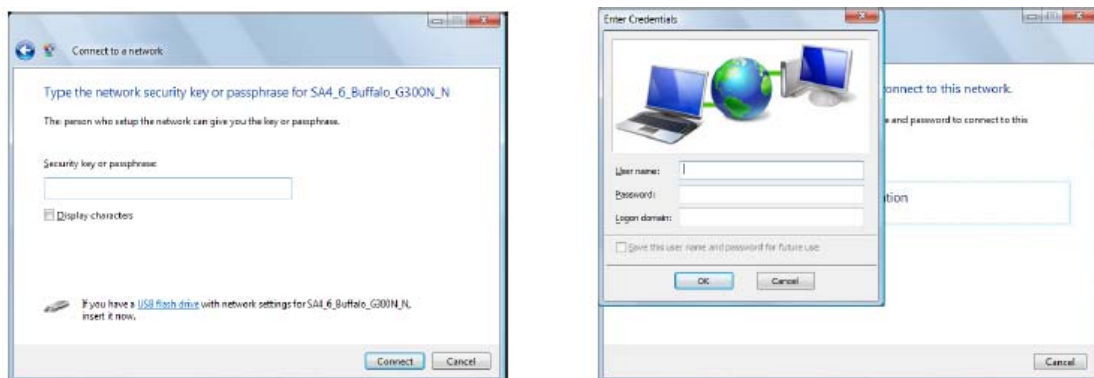 Connect to a network
Type the network security key or passphrase for SA4_6_Buffalo_G300N_N
The person who setup the network can give you the key or passphrase.
Security key or passphrase:
Display characters
If you have a USB flash drive with network settings for SA4_6_Buffalo_G300N_N,
insert it now.
Connect
Cancel
Enter Credentials
User name:
Password:
Logon domain:
Save this user name and password for future use
OK
Cancel
onnect to this network.
e and password to connect to this
ation
Cancel